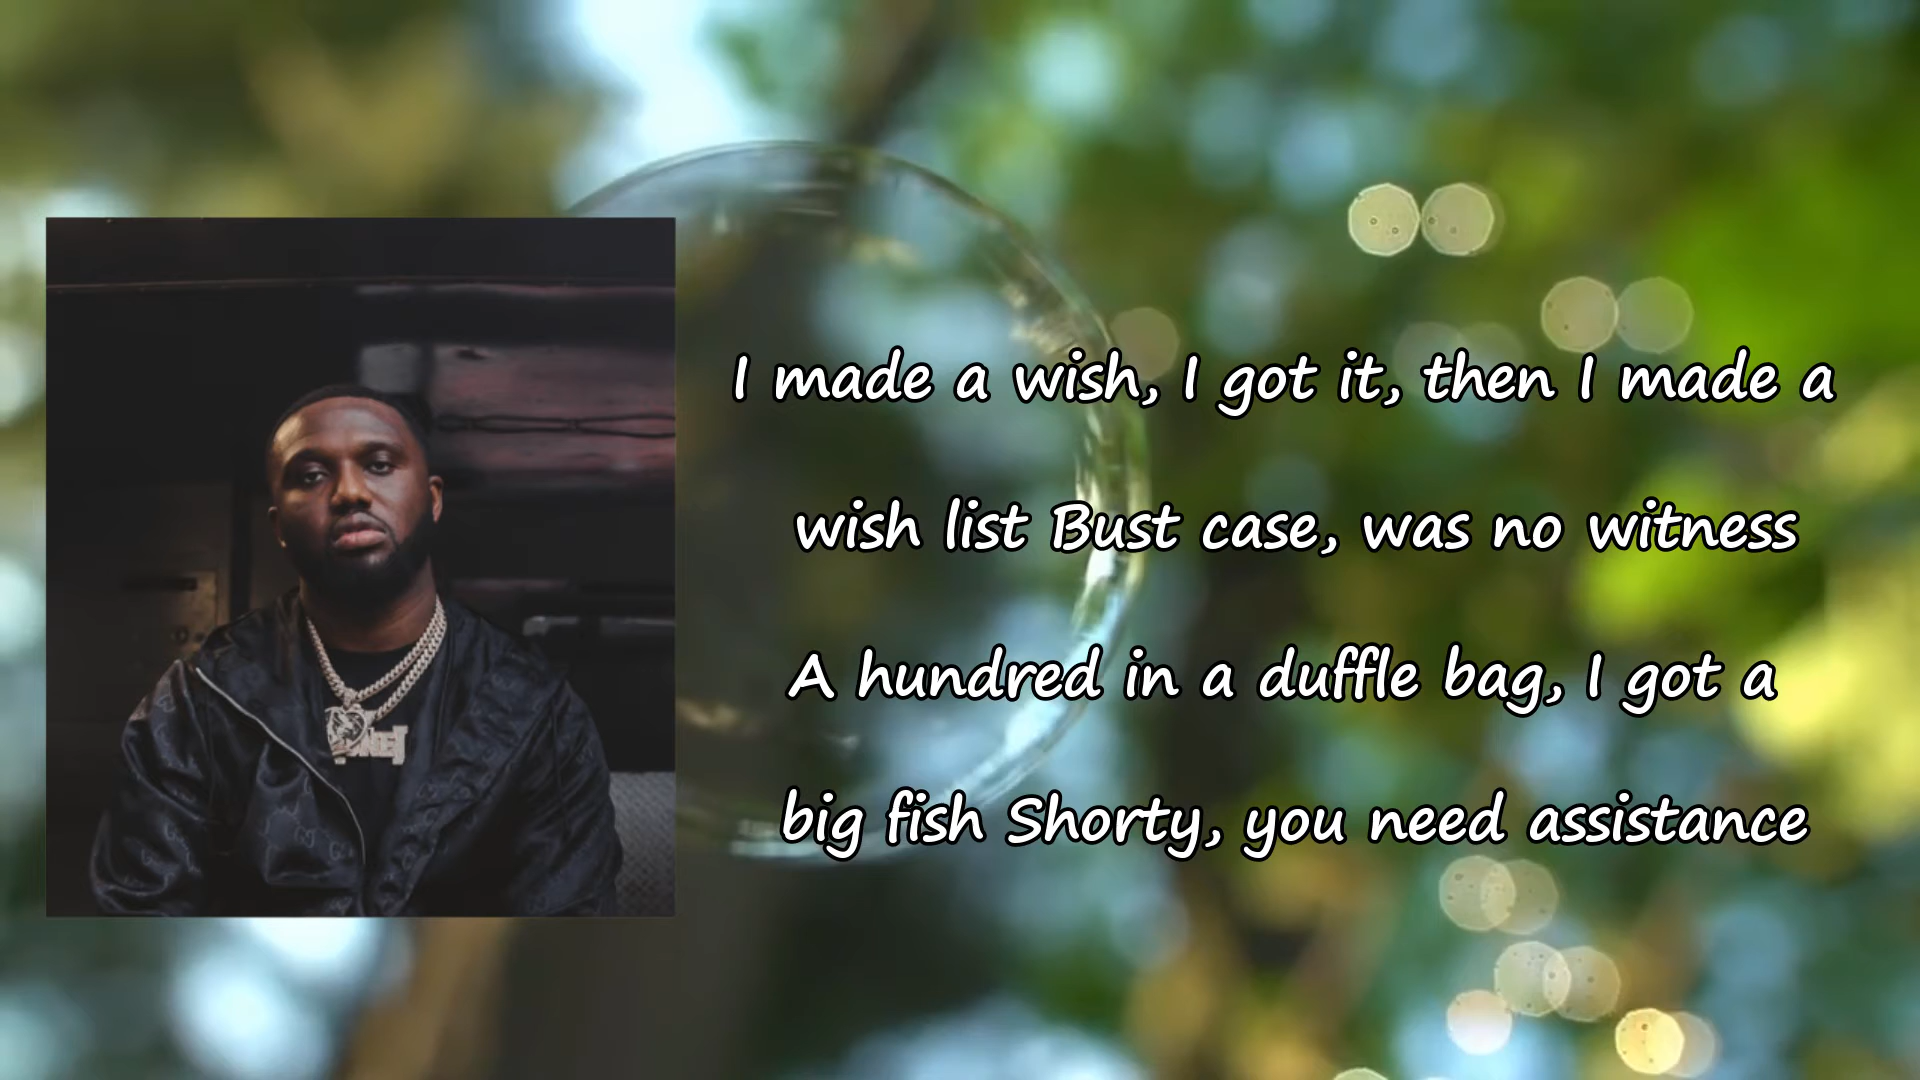 I made a wish, I got it, then I made a
wish list Bust case, was no witness
A hundred in a duffle bag, I got a
big fish Shorty, you need assistance